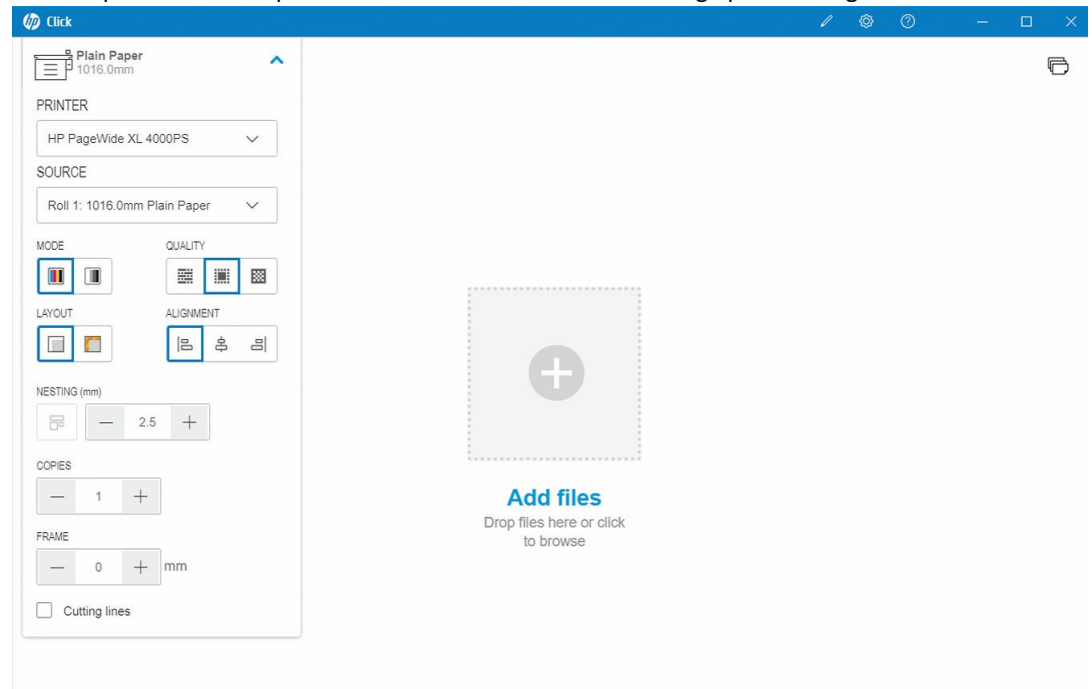 hp Click
Plain Paper
1016.0mm
PRINTER
HP PageWide XL 4000PS
SOURCE
Roll 1: 1016.0mm Plain Paper
MODE QUALITY
LAYOUT ALIGNMENT
NESTING (mm)
2.5
COPIES
1
FRAME
0 mm
Cutting lines
Add files
Drop files here or click
to browse